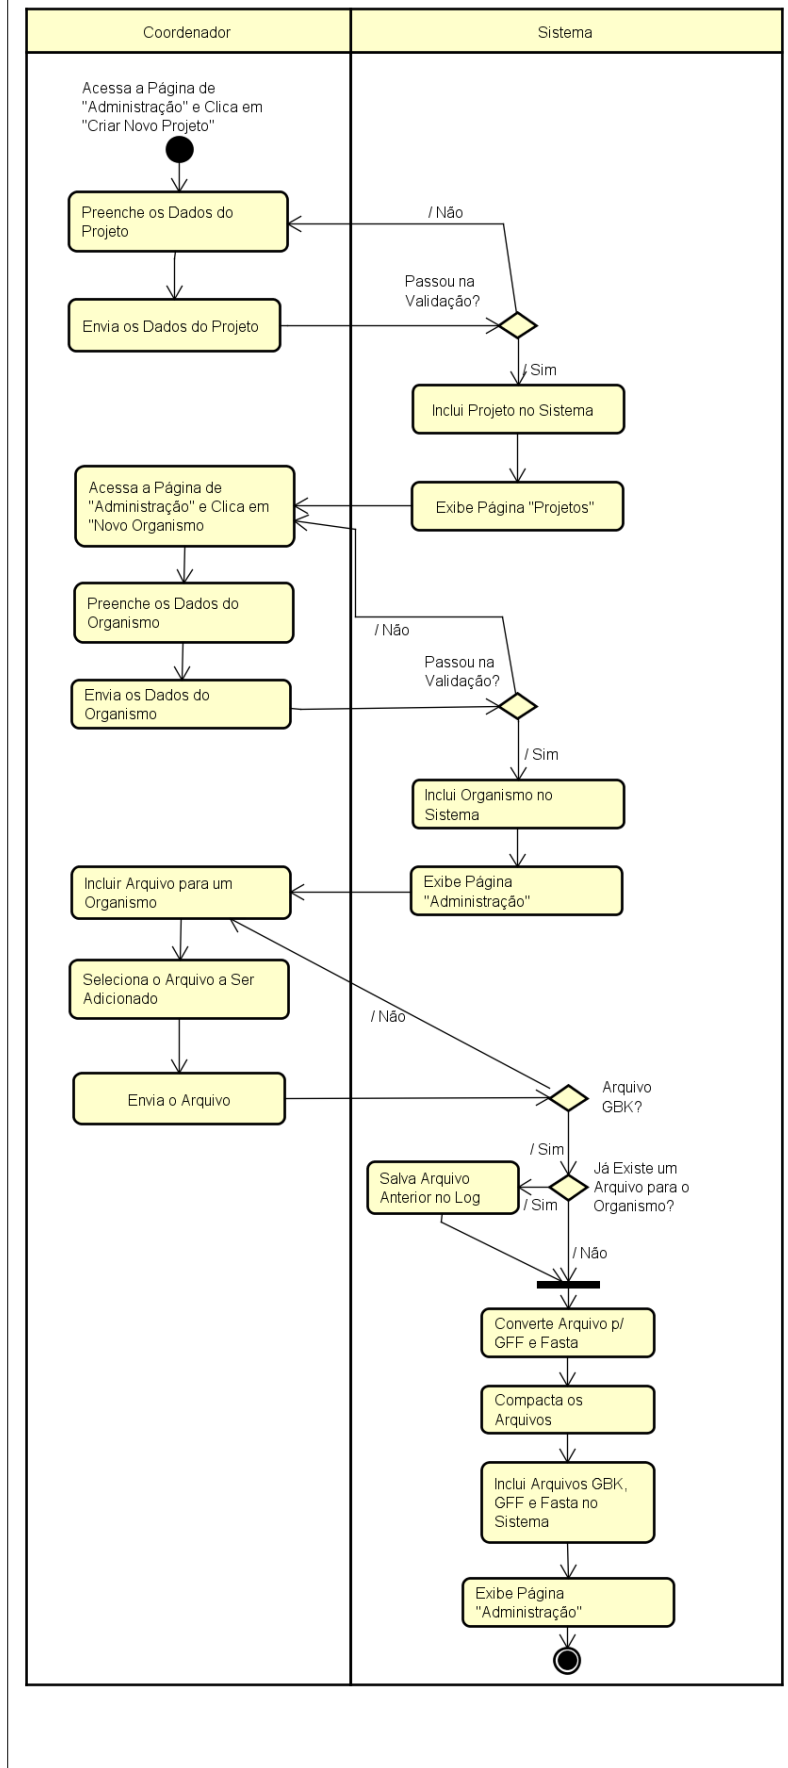 Coordenador
Sistema
Acessa a Página de
"Administração" e Clica em
"Criar Novo Projeto"
Preenche os Dados do
Projeto
/ Não
Passou na
Validação?
Envia os Dados do Projeto
/ Sim
Inclui Projeto no Sistema
Acessa a Página de
"Administração" e Clica em
"Novo Organismo
Exibe Página "Projetos"
Preenche os Dados do
Organismo
/ Não
Passou na
Validação?
Envia os Dados do
Organismo
/ Sim
Inclui Organismo no
Sistema
Incluir Arquivo para um
Organismo
Exibe Página
"Administração"
Seleciona o Arquivo a Ser
Adicionado
/ Não
Envia o Arquivo
Arquivo
GBK?
/ Sim
Já Existe um
Arquivo para o
Organismo?
Salva Arquivo
Anterior no Log
/ Sim
/ Não
Converte Arquivo p/
GFF e Fasta
Compacta os
Arquivos
Inclui Arquivos GBK,
GFF e Fasta no
Sistema
Exibe Página
"Administração"